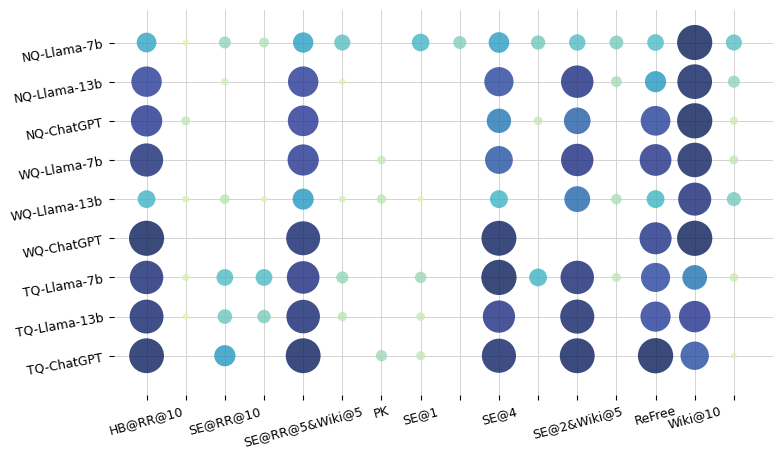 NQ-Llama-7b
NQ-Llama-13b
NQ-ChatGPT
WQ-Llama-7b
WQ-Llama-13b
WQ-ChatGPT
TQ-Llama-7b
TQ-Llama-13b
TQ-ChatGPT
HB@RR@10
SE@RR@10
SE@RR@5&Wiki@5
PK
SE@1
SE@4
SE@2&Wiki@5
ReFree
Wiki@10